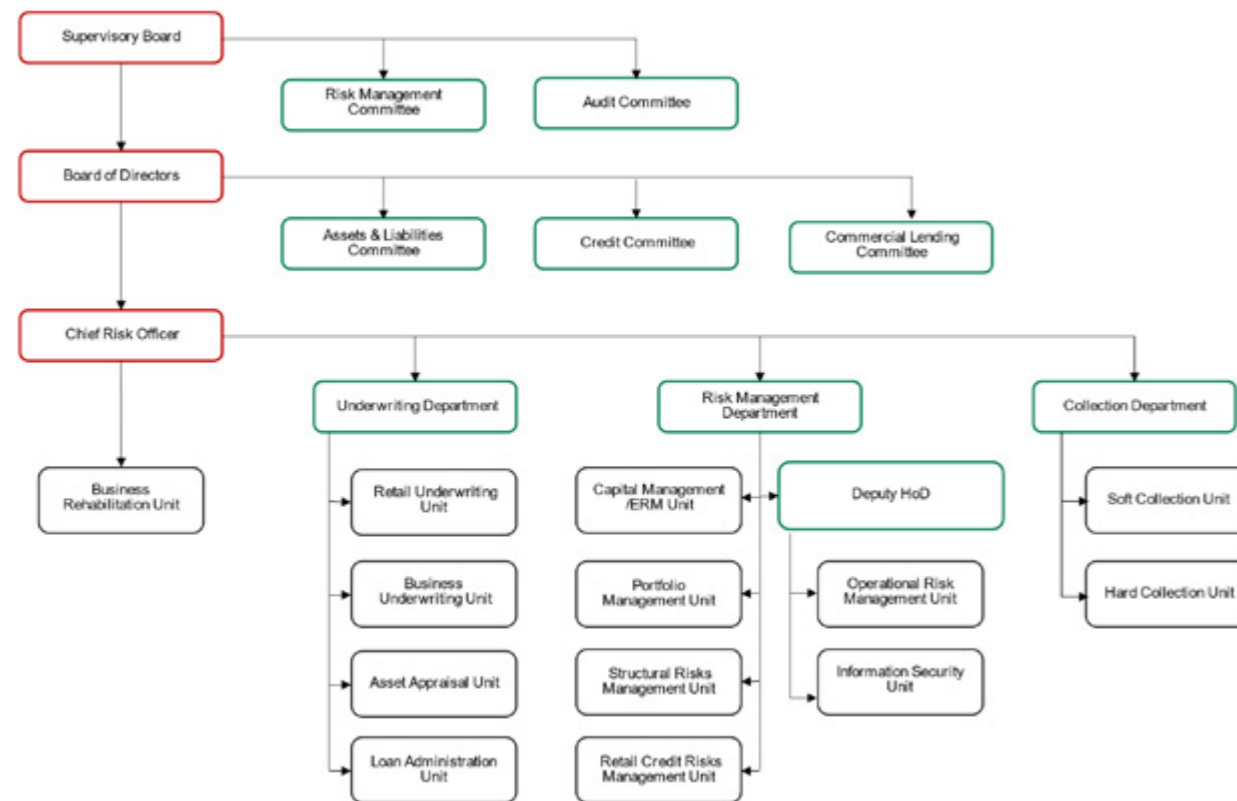 Supervisory Board
Risk Management
Committee
Audit Committee
Board of Directors
Assets & Liabilities
Committee
Credit Committee
Commercial Lending
Committee
Chief Risk Officer
Underwriting Department
Risk Management
Department
Collection Department
Business
Rehabilitation Unit
Retail Underwriting
Unit
Capital Management
/ERM Unit
Deputy HoD
Soft Collection Unit
Business
Underwriting Unit
Portfolio
Management Unit
Operational Risk
Management Unit
Hard Collection Unit
Asset Appraisal Unit
Structural Risks
Management Unit
Information Security
Unit
Loan Administration
Unit
Retail Credit Risks
Management Unit